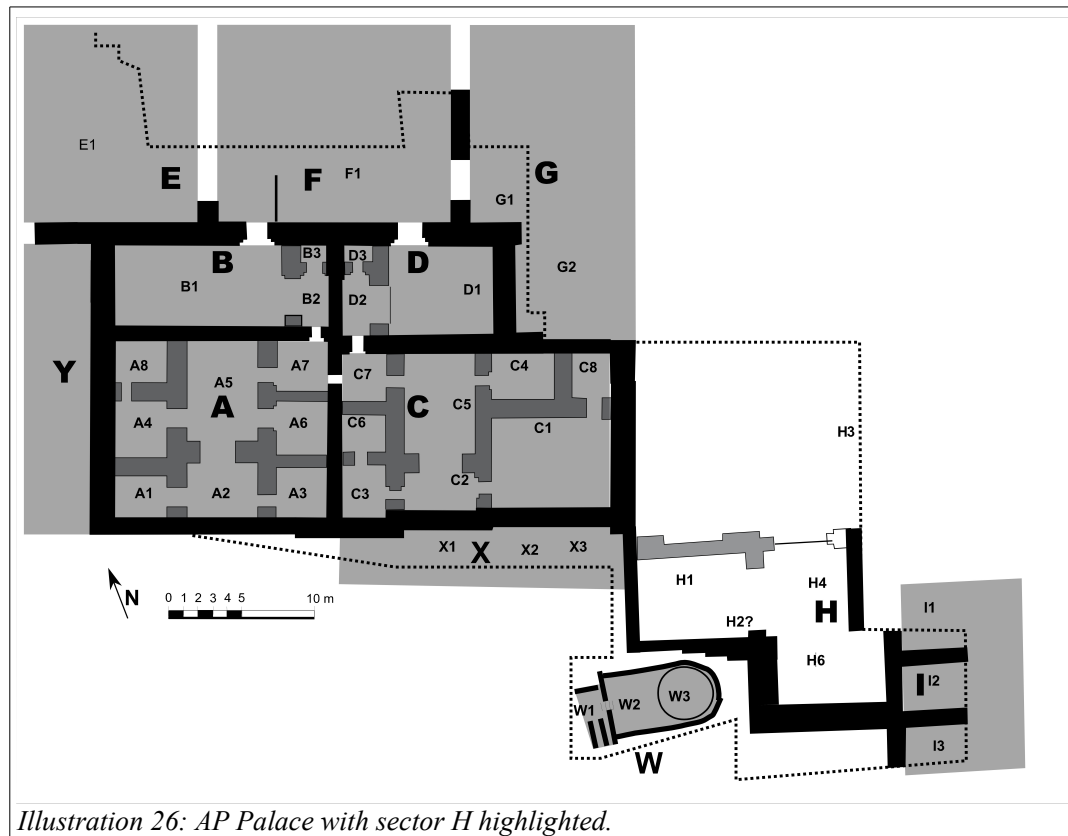 E1
E
F
F1
G
G1
G2
B
B1
B3
B2
D3
D
D2
D1
Y
A8
A5
A7
A
A4
A6
A1
A2
A3
C7
C
C5
C4
C8
C6
C1
C3
C2
X1
X
X2
X3
H3
H1
H4
H2?
H
H6
I1
I
I2
I3
W1
W2
W3
W
N
0 1 2 3 4 5 10 m
Illustration 26: AP Palace with sector H highlighted.